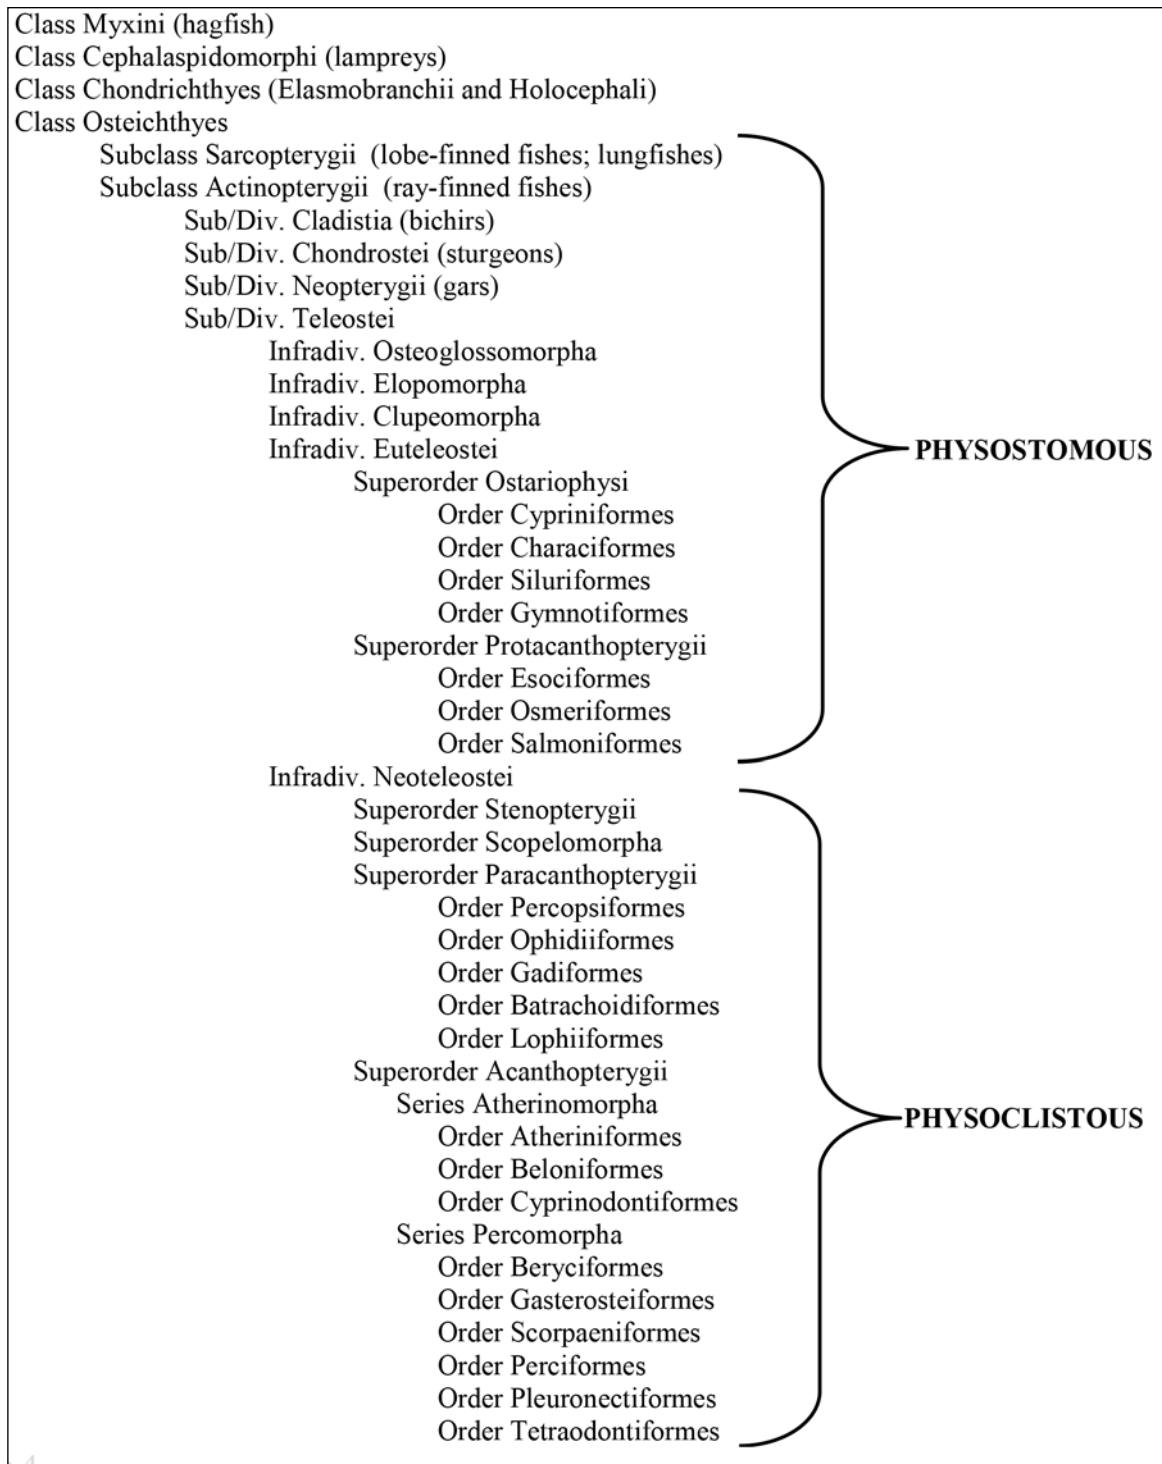 Class Myxini (hagfish)
Class Cephalaspidomorphi (lampreys)
Class Chondrichthyes (Elasmobranchii and Holocephali)
Class Osteichthyes
Subclass Sarcopterygii (lobe-finned fishes; lungfishes)
Subclass Actinopterygii (ray-finned fishes)
Sub/Div. Cladistia (bichirs)
Sub/Div. Chondrostei (sturgeons)
Sub/Div. Neopterygii (gars)
Sub/Div. Teleostei
Infradiv. Osteoglossomorpha
Infradiv. Elopomorpha
Infradiv. Clupeomorpha
Infradiv. Euteleostei
PHYSOSTOMOUS
Superorder Ostariophysi
Order Cypriniformes
Order Characiformes
Order Siluriformes
Order Gymnotiformes
Superorder Protacanthopterygii
Order Esociformes
Order Osmeriformes
Order Salmoniformes
Infradiv. Neoteleostei
Superorder Stenopterygii
Superorder Scopelomorpha
Superorder Paracanthopterygii
Order Percopsiformes
Order Ophidiiformes
Order Gadiformes
Order Batrachoidiformes
Order Lophiiformes
Superorder Acanthopterygii
Series Atherinomorpha
PHYSOCLISTOUS
Order Atheriniformes
Order Beloniformes
Order Cyprinodontiformes
Series Percomorpha
Order Beryciformes
Order Gasterosteiformes
Order Scorpaeniformes
Order Perciformes
Order Pleuronectiformes
Order Tetraodontiformes